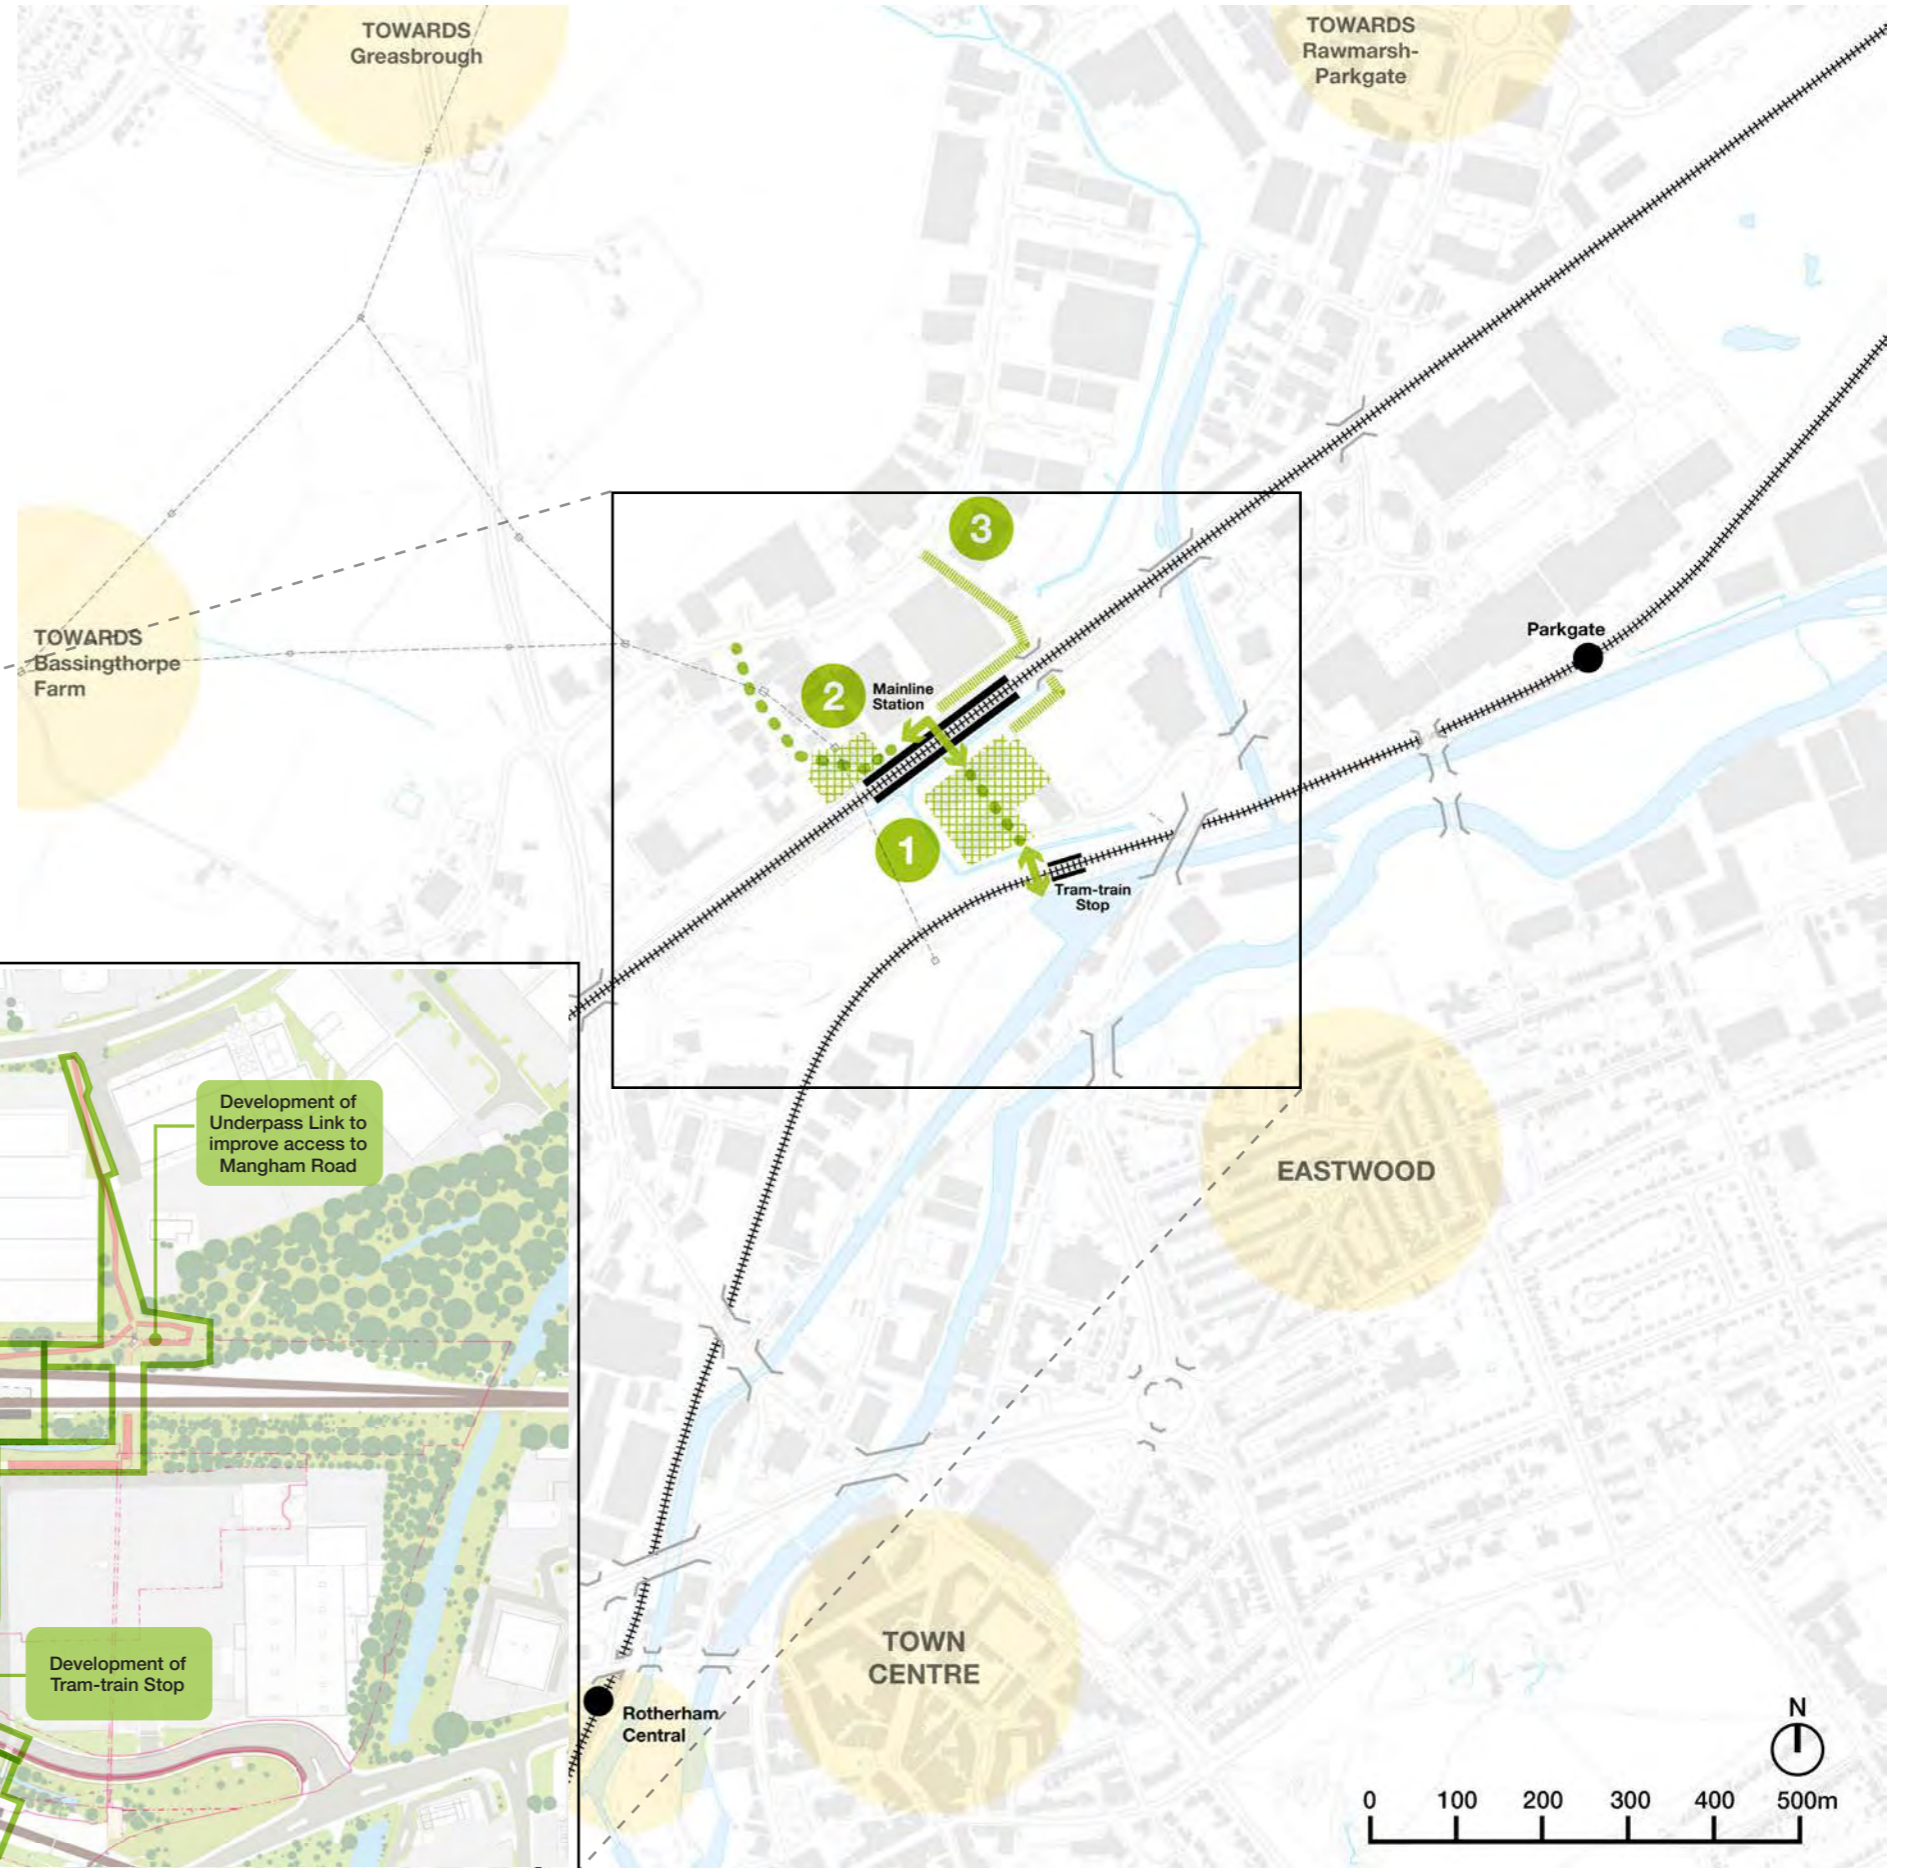 TOWARDS
Greasbrough
TOWARDS
Rawmarsh-
Parkgate
3
Parkgate
TOWARDS
Bassingthorpe
Farm
2
Mainline
Station
1
Tram-train
Stop
Development of
Underpass Link to
improve access to
Mangham Road
EASTWOOD
TOWN
CENTRE
Development of
Tram-train Stop
Rotherham
Central
N
0 100 200 300 400 500m